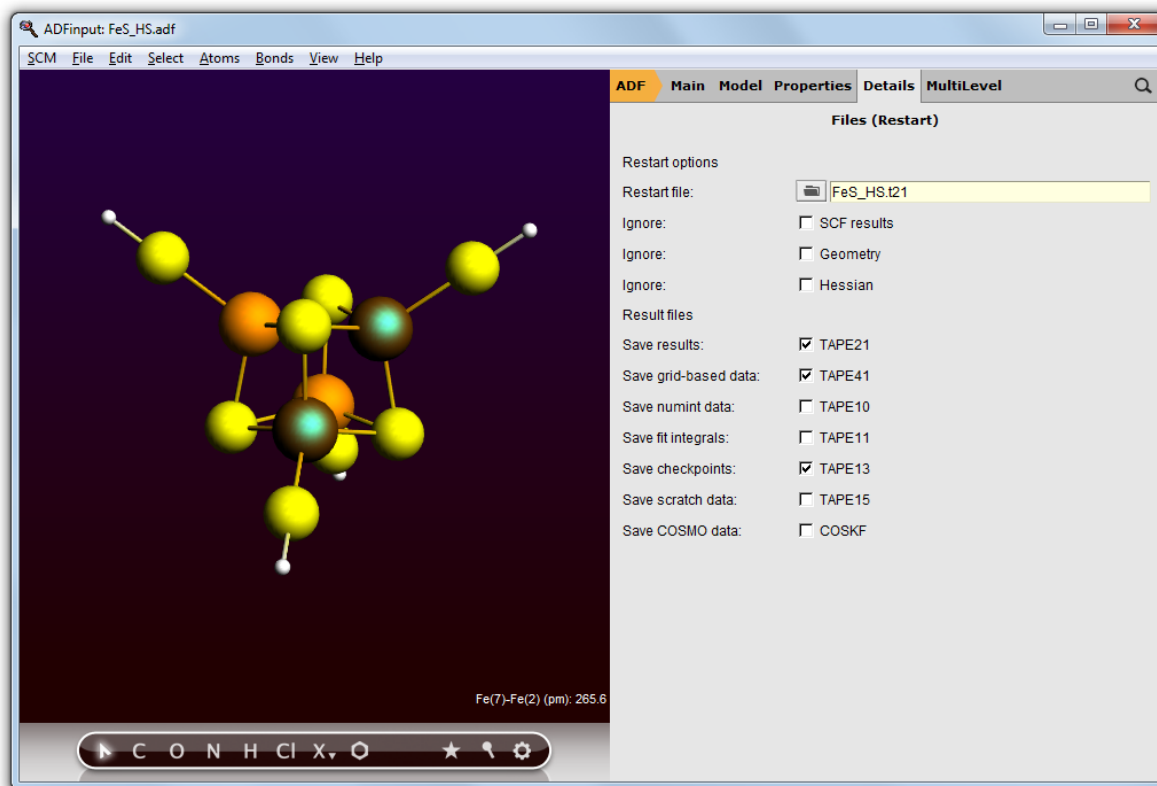 ADFinput: FeS_HS.adf
SCM File Edit Select Atoms Bonds View Help
ADF Main Model Properties Details MultiLevel
Files (Restart)
Restart options
Restart file: FeS_HS.t21
Ignore: SCF results
Ignore: Geometry
Ignore: Hessian
Result files
Save results: TAPE21
Save grid-based data: TAPE41
Save numint data: TAPE10
Save fit integrals: TAPE11
Save checkpoints: TAPE13
Save scratch data: TAPE15
Save COSMO data: COSKF
Fe(7)-Fe(2) (pm): 265.6
C O N H Cl X